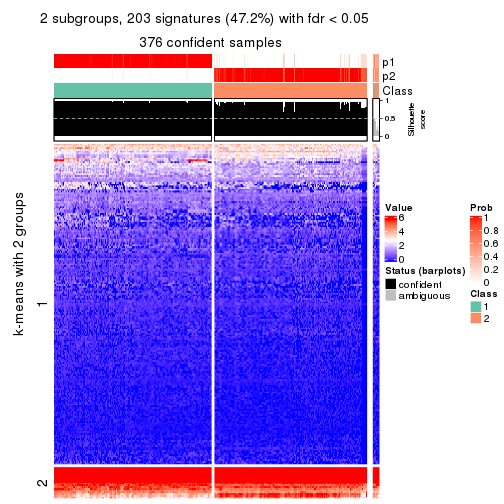 2 subgroups, 203 signatures (47.2%) with fdr < 0.05
376 confident samples
p1
p2
Class
1
0.5
0
Silhouette
score
k-means with 2 groups
1
2
Value
6
4
2
0
Status (barplots)
confident
ambiguous
Prob
1
0.8
0.6
0.4
0.2
0
Class
1
2